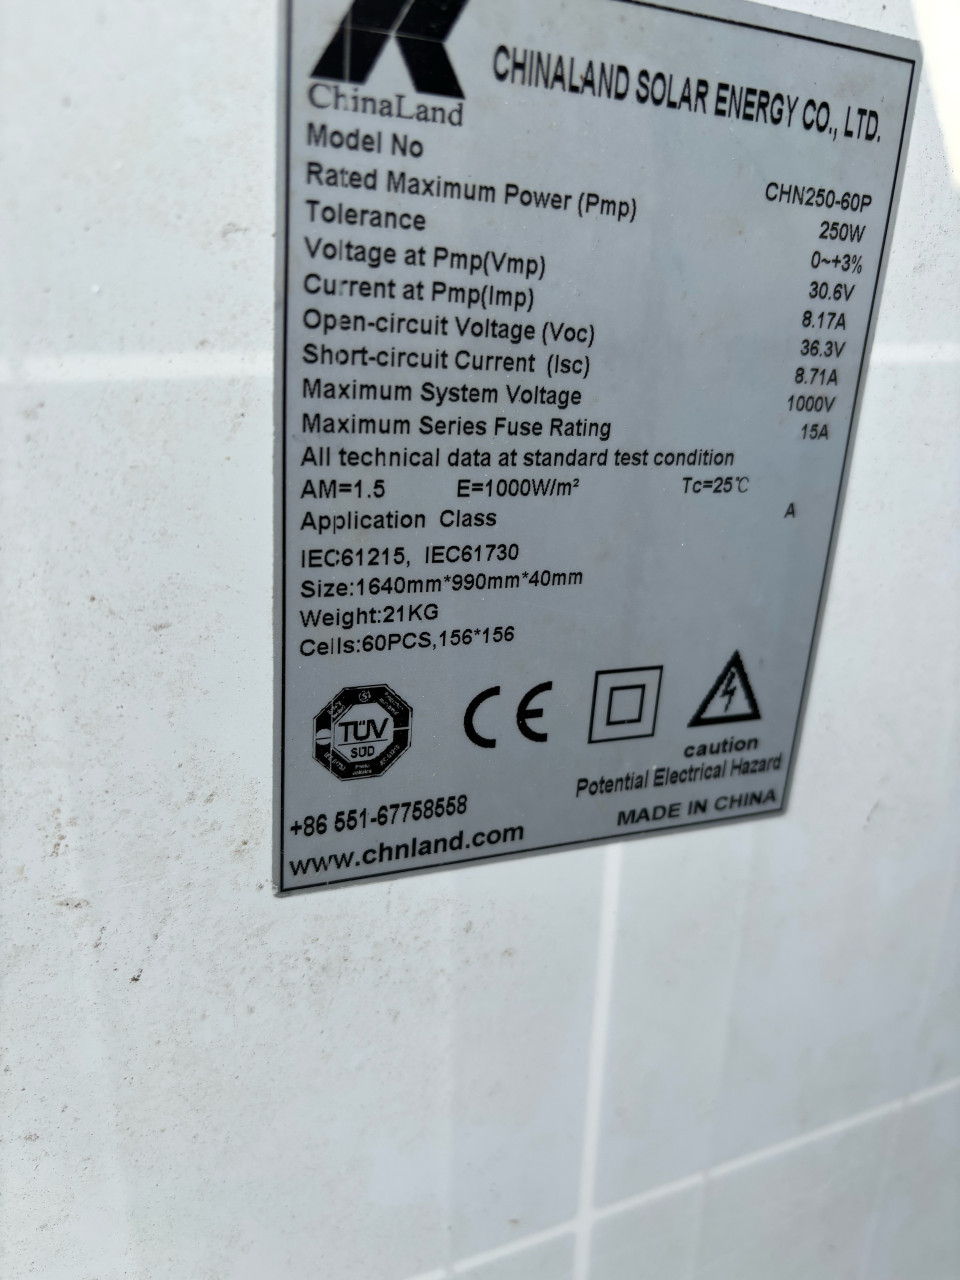 CHINALAND SOLAR ENERGY CO., LTD.
ChinaLand
Model No CHN250-60P
Rated Maximum Power (Pmp) 250W
Tolerance 0~+3%
Voltage at Pmp(Vmp) 30.6V
Current at Pmp(Imp) 8.17A
Open-circuit Voltage (Voc) 36.3V
Short-circuit Current (Isc) 8.71A
Maximum System Voltage 1000V
Maximum Series Fuse Rating 15A
All technical data at standard test condition
AM=1.5 E=1000W/m² Tc=25℃
Application Class A
IEC61215, IEC61730
Size:1640mm*990mm*40mm
Weight:21KG
Cells:60PCS,156*156
TÜV
SÜD
CE
caution
Potential Electrical Hazard
+86 551-67758558
MADE IN CHINA
www.chnland.com